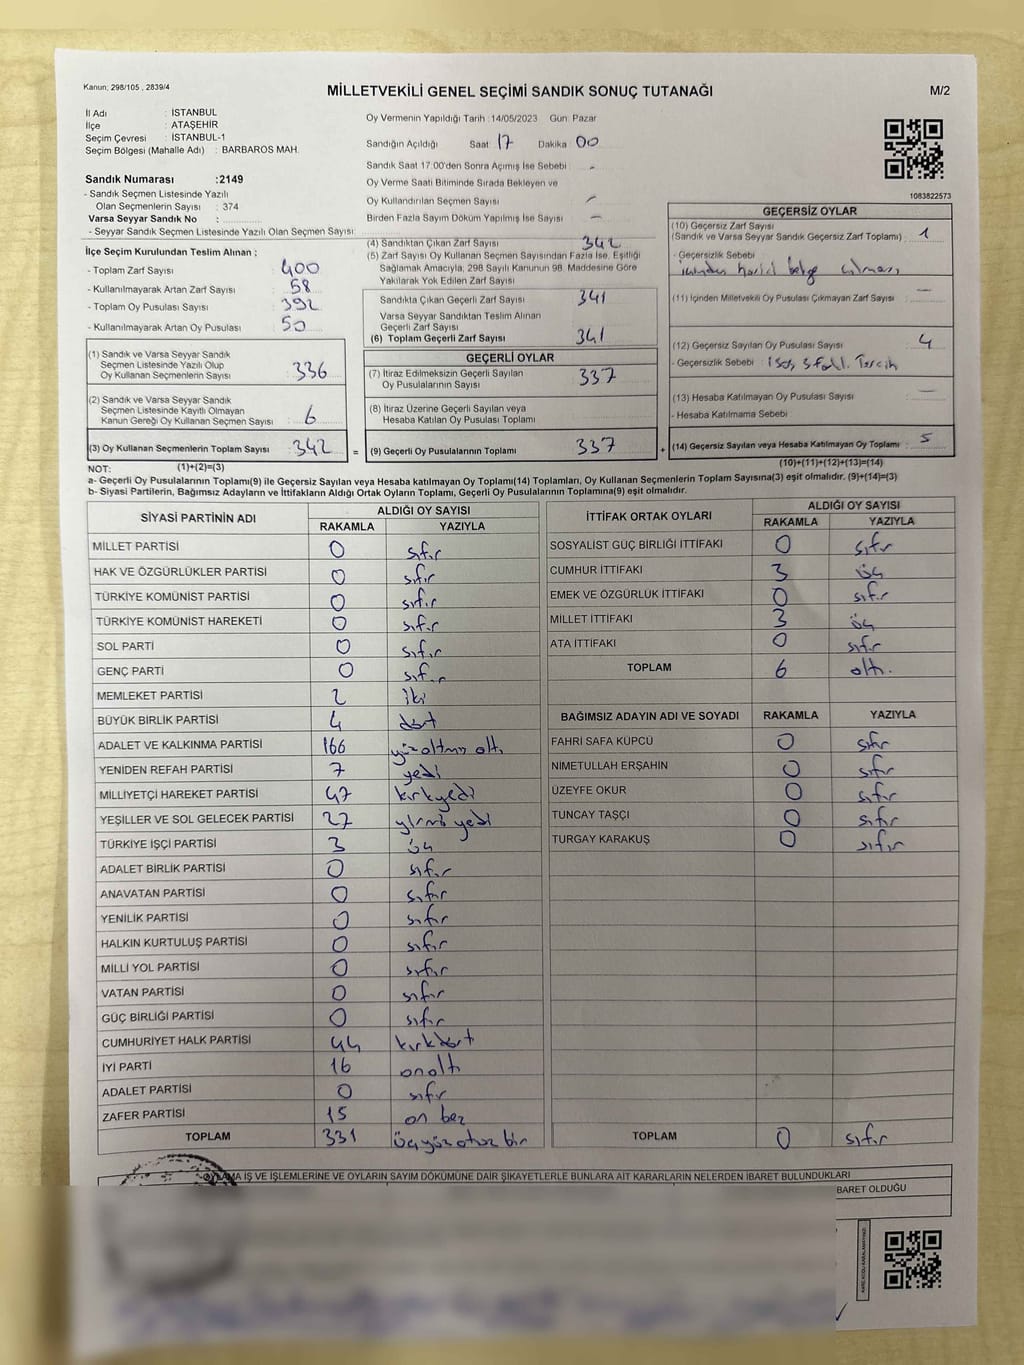 Kanun; 298/105 , 2839/4
MİLLETVEKİLİ GENEL SEÇİMİ SANDIK SONUÇ TUTANAĞI
M/2
İl Adı : İSTANBUL
İlçe : ATAŞEHİR
Seçim Çevresi : İSTANBUL-1
Seçim Bölgesi (Mahalle Adı) : BARBAROS MAH.
Sandık Numarası :2149
- Sandık Seçmen Listesinde Yazılı
Olan Seçmenlerin Sayısı : 374
Varsa Seyyar Sandık No :
- Seyyar Sandık Seçmen Listesinde Yazılı Olan Seçmen Sayısı:
Oy Vermenin Yapıldığı Tarih :14/05/2023 Gün: Pazar
Sandığın Açıldığı Saat: 17 Dakika 00
Sandık Saat 17:00'den Sonra Açımış İse Sebebi : -
Oy Verme Saati Bitiminde Sırada Bekleyen ve
Oy Kullandırılan Seçmen Sayısı : -
Birden Fazla Sayım Döküm Yapılmış İse Sayısı : -
1083822573
İlçe Seçim Kurulundan Teslim Alınan :
- Toplam Zarf Sayısı : 400
- Kullanılmayarak Artan Zarf Sayısı : 58
- Toplam Oy Pusulası Sayısı : 392
- Kullanılmayarak Artan Oy Pusulası : 50
(1) Sandık ve Varsa Seyyar Sandık
Seçmen Listesinde Yazılı Olup
Oy Kullanan Seçmenlerin Sayısı : 336
(2) Sandık ve Varsa Seyyar Sandık
Seçmen Listesinde Kayıtlı Olmayan
Kanun Gereği Oy Kullanan Seçmen Sayısı : 6
(3) Oy Kullanan Seçmenlerin Toplam Sayısı : 342
(1)+(2)=(3)
(4) Sandıktan Çıkan Zarf Sayısı : 342
(5) Zarf Sayısı Oy Kullanan Seçmen Sayısından Fazla İse, Eşitliği
Sağlamak Amacıyla, 298 Sayılı Kanunun 98. Maddesine Göre
Yakılarak Yok Edilen Zarf Sayısı :
Sandıkta Çıkan Geçerli Zarf Sayısı : 341
Varsa Seyyar Sandıktan Teslim Alınan
Geçerli Zarf Sayısı :
(6) Toplam Geçerli Zarf Sayısı : 341
GEÇERLİ OYLAR
(7) İtiraz Edilmeksizin Geçerli Sayılan
Oy Pusulalarının Sayısı : 337
(8) İtiraz Üzerine Geçerli Sayılan veya
Hesaba Katılan Oy Pusulası Toplamı :
= (9) Geçerli Oy Pusulalarının Toplamı : 337 +
GEÇERSİZ OYLAR
(10) Geçersiz Zarf Sayısı
(Sandık ve Varsa Seyyar Sandık Geçersiz Zarf Toplamı) : 1
- Geçersizlik Sebebi :
içinden harici belge çıkması
(11) İçinden Milletvekili Oy Pusulası Çıkmayan Zarf Sayısı : -
(12) Geçersiz Sayılan Oy Pusulası Sayısı : 4
- Geçersizlik Sebebi : Tercih
(13) Hesaba Katılmayan Oy Pusulası Sayısı : -
- Hesaba Katılmama Sebebi :
(14) Geçersiz Sayılan veya Hesaba Katılmayan Oy Toplamı : 5
(10)+(11)+(12)+(13)=(14)
NOT:
a- Geçerli Oy Pusulalarının Toplamı(9) ile Geçersiz Sayılan veya Hesaba katılmayan Oy Toplamı(14) Toplamları, Oy Kullanan Seçmenlerin Toplam Sayısına(3) eşit olmalıdır. (9)+(14)=(3)
b- Siyasi Partilerin, Bağımsız Adayların ve İttifakların Aldığı Ortak Oyların Toplamı, Geçerli Oy Pusulalarının Toplamına(9) eşit olmalıdır.
SİYASİ PARTİNİN ADI ALDIĞI OY SAYISI
RAKAMLA YAZIYLA
MİLLET PARTİSİ 0 sıfır
HAK VE ÖZGÜRLÜKLER PARTİSİ 0 sıfır
TÜRKİYE KOMÜNİST PARTİSİ 0 sıfır
TÜRKİYE KOMÜNİST HAREKETİ 0 sıfır
SOL PARTİ 0 sıfır
GENÇ PARTİ 0 sıfır
MEMLEKET PARTİSİ 2 iki
BÜYÜK BİRLİK PARTİSİ 4 dört
ADALET VE KALKINMA PARTİSİ 166 yüzaltmış altı
YENİDEN REFAH PARTİSİ 7 yedi
MİLLİYETÇİ HAREKET PARTİSİ 47 kırkyedi
YEŞİLLER VE SOL GELECEK PARTİSİ 27 yirmi yedi
TÜRKİYE İŞÇİ PARTİSİ 3 üç
ADALET BİRLİK PARTİSİ 0 sıfır
ANAVATAN PARTİSİ 0 sıfır
YENİLİK PARTİSİ 0 sıfır
HALKIN KURTULUŞ PARTİSİ 0 sıfır
MİLLİ YOL PARTİSİ 0 sıfır
VATAN PARTİSİ 0 sıfır
GÜÇ BİRLİĞİ PARTİSİ 0 sıfır
CUMHURİYET HALK PARTİSİ 44 kırkdört
İYİ PARTİ 16 onaltı
ADALET PARTİSİ 0 sıfır
ZAFER PARTİSİ 15 on beş
TOPLAM 331 üçyüzotuz bir
İTTİFAK ORTAK OYLARI ALDIĞI OY SAYISI
RAKAMLA YAZIYLA
SOSYALİST GÜÇ BİRLİĞİ İTTİFAKI 0 sıfır
CUMHUR İTTİFAKI 3 üç
EMEK VE ÖZGÜRLÜK İTTİFAKI 0 sıfır
MİLLET İTTİFAKI 3 üç
ATA İTTİFAKI 0 sıfır
TOPLAM 6 altı.
BAĞIMSIZ ADAYIN ADI VE SOYADI RAKAMLA YAZIYLA
FAHRİ SAFA KÜPCÜ 0 sıfır
NİMETULLAH ERŞAHİN 0 sıfır
ÜZEYFE OKUR 0 sıfır
TUNCAY TAŞÇI 0 sıfır
TURGAY KARAKUŞ 0 sıfır
TOPLAM 0 sıfır
OYLAMA İŞ VE İŞLEMLERİNE VE OYLARIN SAYIM DÖKÜMÜNE DAİR ŞİKAYETLERLE BUNLARA AİT KARARLARIN NELERDEN İBARET BULUNDUKLARI
BARET OLDUĞU